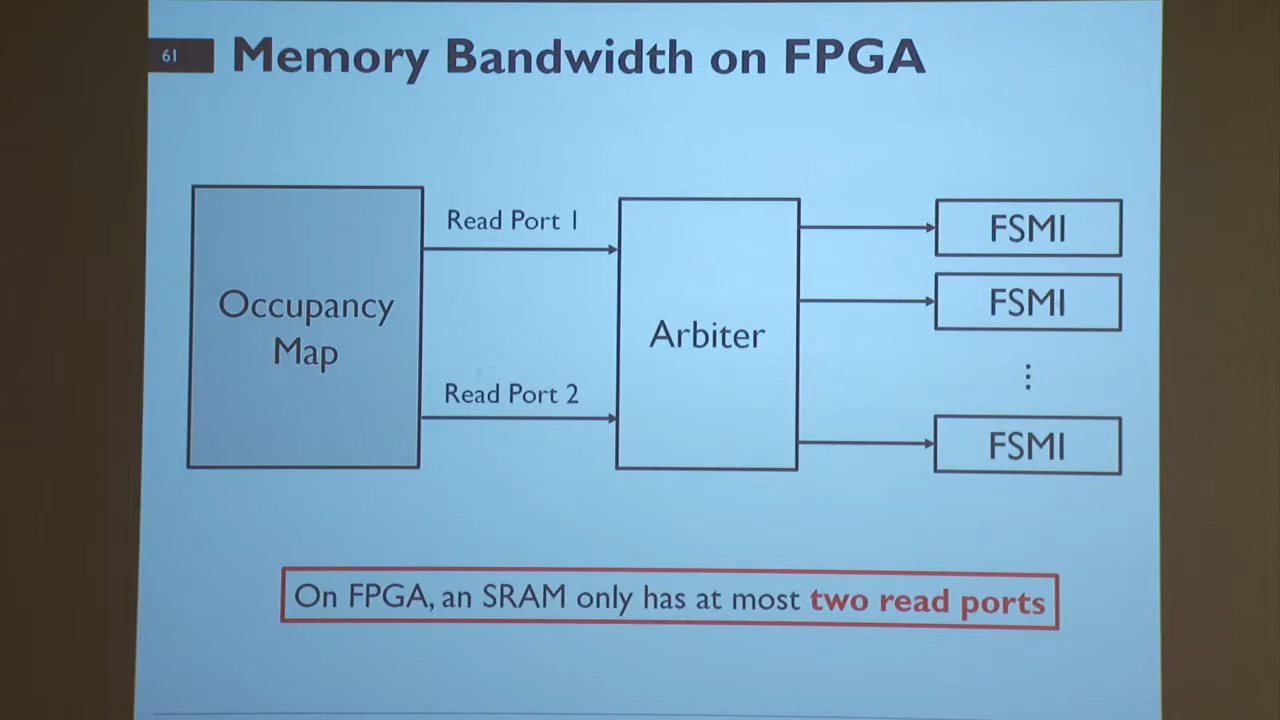 61
Memory Bandwidth on FPGA
Read Port 1
Read Port 2
Occupancy
Map
Arbiter
FSMI
FSMI
⋮
FSMI
On FPGA, an SRAM only has at most two read ports